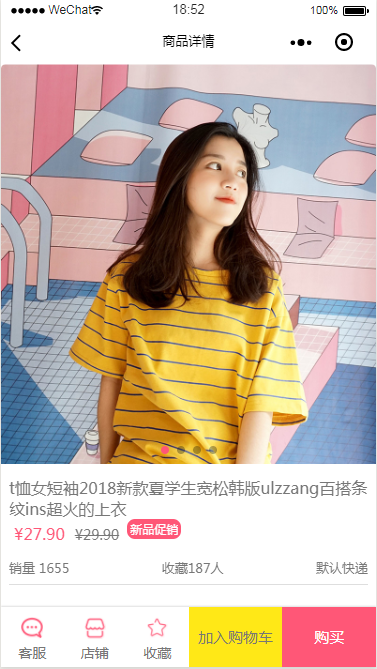 ●●●●● WeChat 18:52 100%
商品详情
t恤女短袖2018新款夏学生宽松韩版ulzzang百搭条
纹ins超火的上衣
¥27.90 ¥29.90 新品促销
销量 1655 收藏187人 默认快递
客服 店铺 收藏 加入购物车 购买